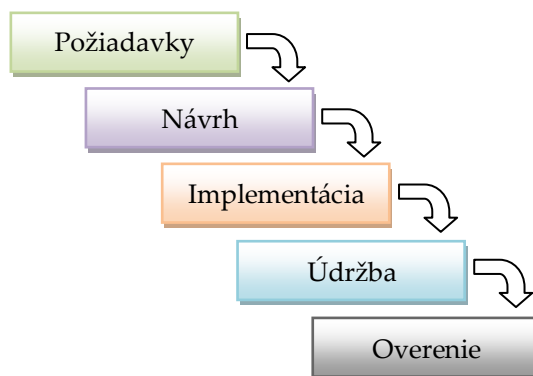 Požiadavky
Návrh
Implementácia
Údržba
Overenie